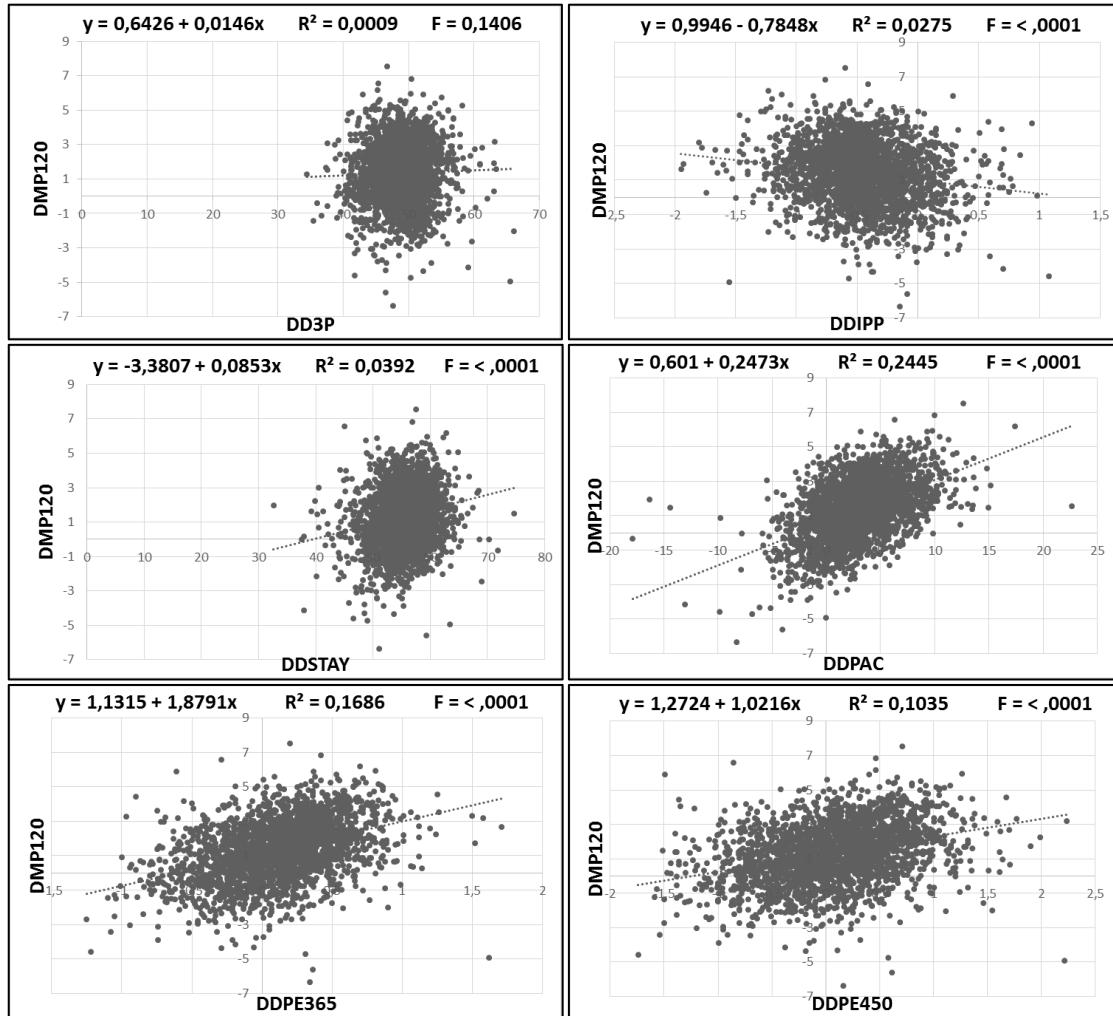 y = 0,6426 + 0,0146x R² = 0,0009 F = 0,1406
DMP120
9
7
5
3
1
-1
-3
-5
-7
0 10 20 30 40 50 60 70
DD3P
y = 0,9946 - 0,7848x R² = 0,0275 F = < ,0001
DMP120
9
7
5
-3
-5
-7
2,5 -2 -1,5 0,5 1 1,5
DDIPP
y = -3,3807 + 0,0853x R² = 0,0392 F = < ,0001
DMP120
9
7
5
3
1
-1
-3
-5
-7
0 10 20 30 40 50 60 70 80
DDSTAY
y = 0,601 + 0,2473x R² = 0,2445 F = < ,0001
DMP120
9
7
5
-3
-5
-7
-20 -15 -10 10 15 20 25
DDPAC
y = 1,1315 + 1,8791x R² = 0,1686 F = < ,0001
DMP120
9
7
5
-3
-5
-7
1,5 1 1,5 2
DDPE365
y = 1,2724 + 1,0216x R² = 0,1035 F = < ,0001
DMP120
9
7
5
-3
-5
-7
-2 -1,5 1,5 2 2,5
DDPE450